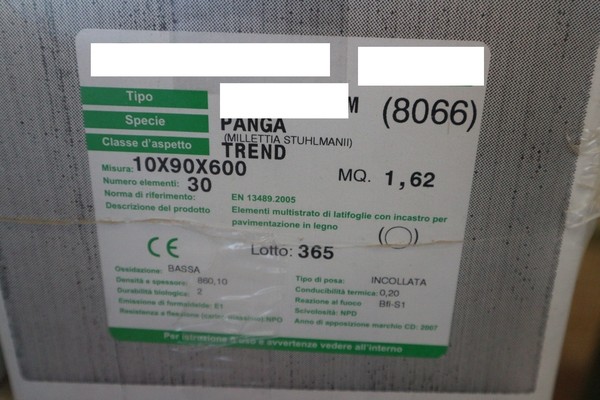 Tipo M (8066)
Specie PANGA
(MILLETTIA STUHLMANII)
Classe d'aspetto TREND
Misura: 10X90X600 MQ. 1,62
Numero elementi: 30
Norma di riferimento: EN 13489.2005
Descrizione del prodotto Elementi multistrato di latifoglie con incastro per
pavimentazione in legno
CE Lotto: 365
Ossidazione: BASSA
Densità e spessore: 860,10
Durabilità biologica: 2
Emissione di formaldeide: E1
Resistenza a flessione NPD
Tipo di posa: INCOLLATA
Conducibilità termica: 0,20
Reazione al fuoco Bfl-S1
Scivolosità: NPD
Anno di apposizione marchio CD: 2007
Per istruzioni d'uso e avvertenze vedere all'interno